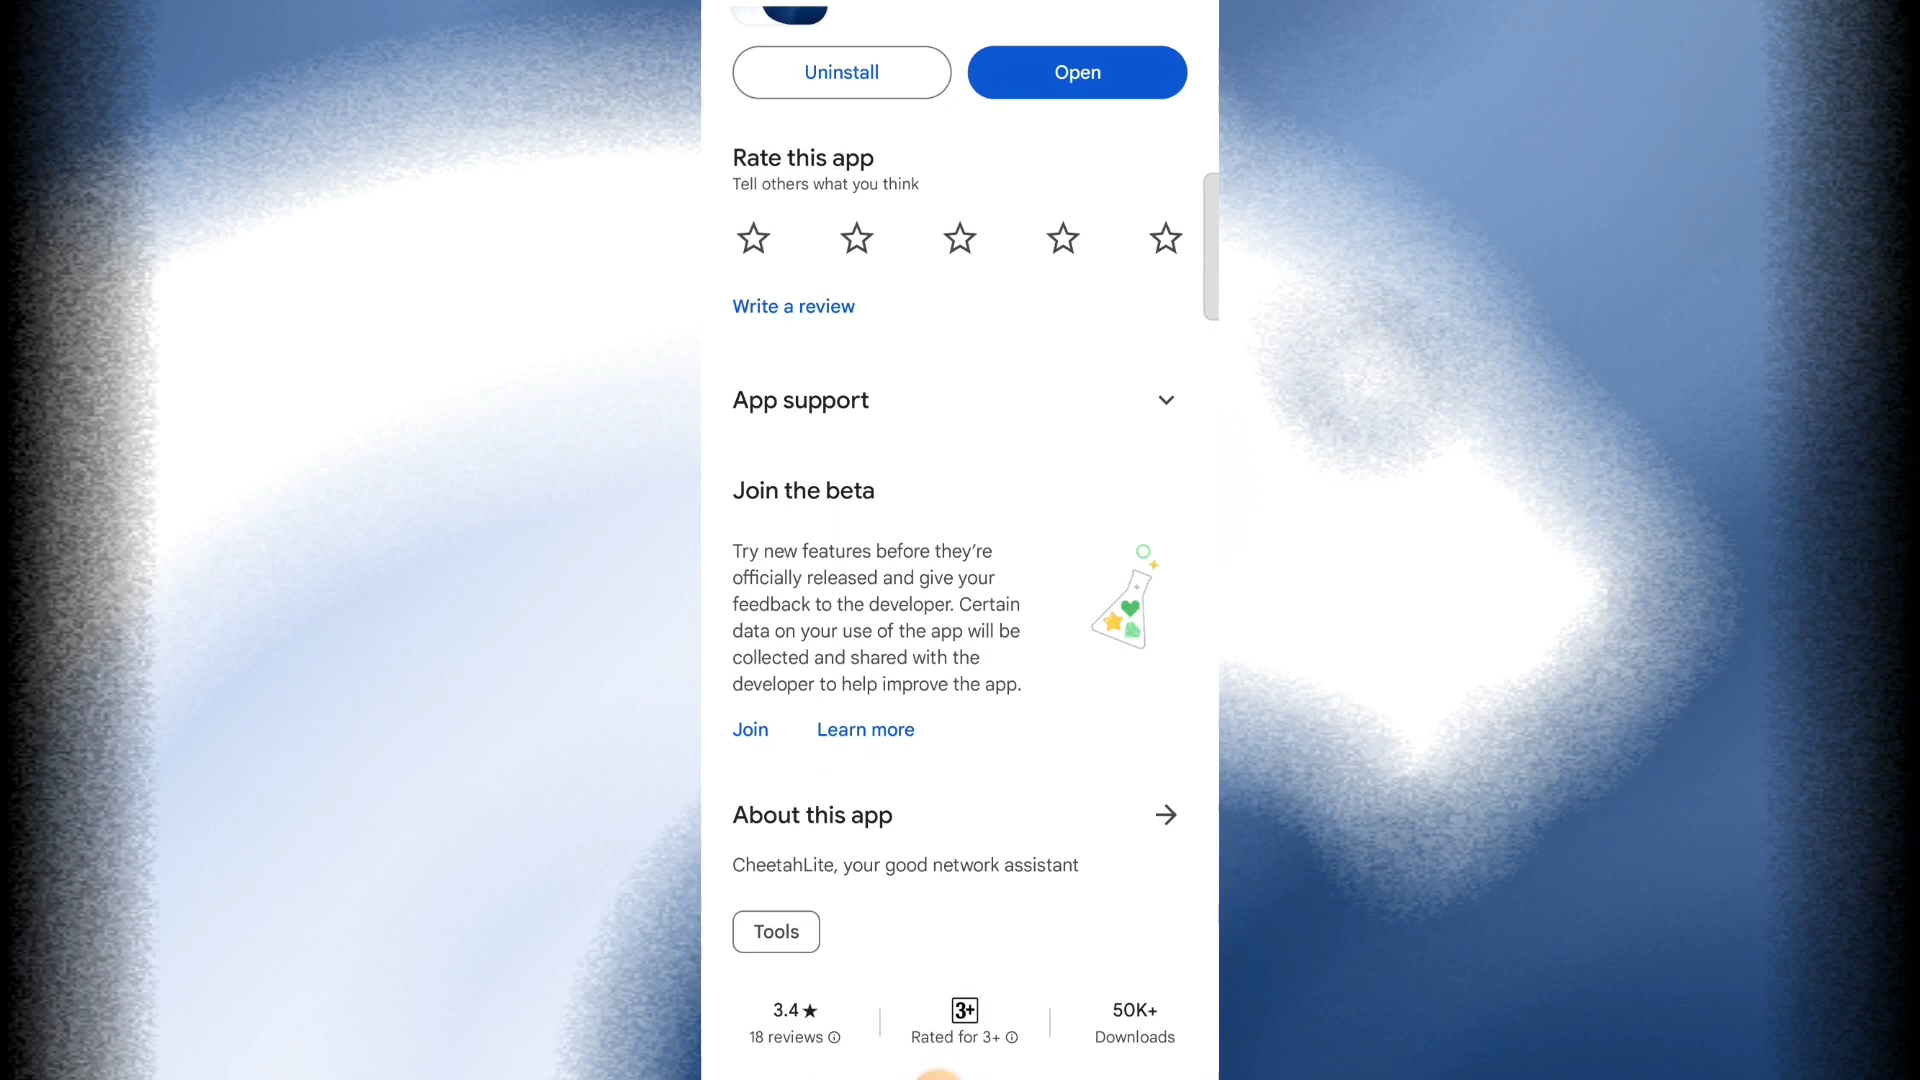 Uninstall
Open
Rate this app
Tell others what you think
Write a review
App support
Join the beta
Try new features before they're
officially released and give your
feedback to the developer. Certain
data on your use of the app will be
collected and shared with the
developer to help improve the app.
Join
Learn more
About this app
CheetahLite, your good network assistant
Tools
3.4★
3+
50K+
18 reviews
Rated for 3+
Downloads